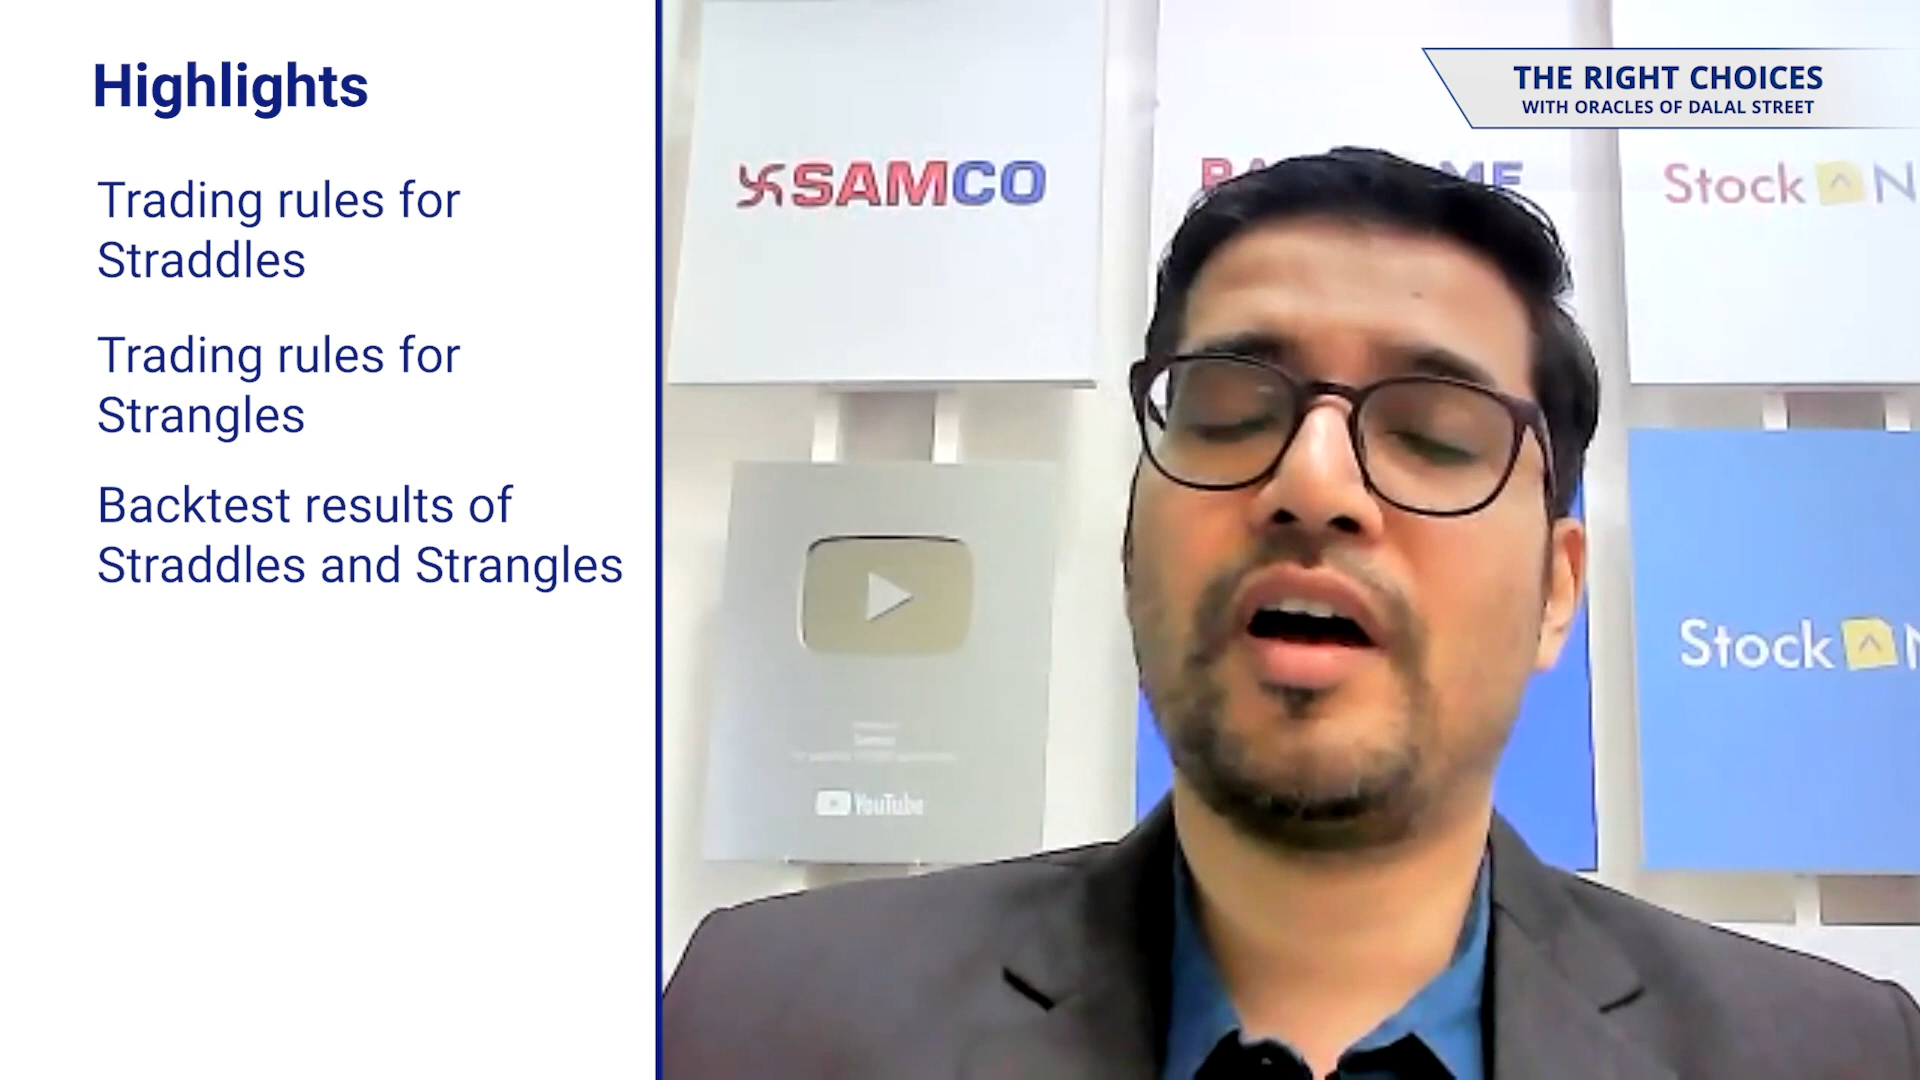 Highlights
Trading rules for
Straddles
Trading rules for
Strangles
Backtest results of
Straddles and Strangles
THE RIGHT CHOICES
WITH ORACLES OF DALAL STREET
SAMCO
Stock
Stock
YouTube